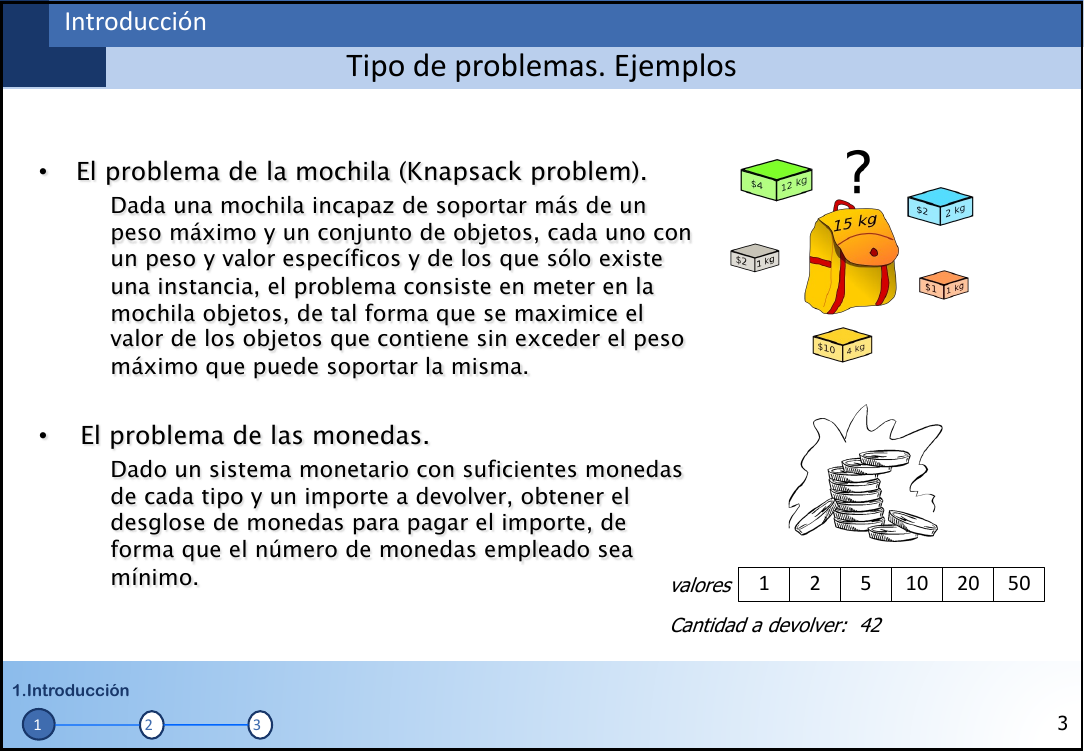 Introducción
Tipo de problemas. Ejemplos
• El problema de la mochila (Knapsack problem).
Dada una mochila incapaz de soportar más de un
peso máximo y un conjunto de objetos, cada uno con
un peso y valor específicos y de los que sólo existe
una instancia, el problema consiste en meter en la
mochila objetos, de tal forma que se maximice el
valor de los objetos que contiene sin exceder el peso
máximo que puede soportar la misma.
?
$4 12 kg
15 kg
$2 2 kg
$2 1 kg
$1 1 kg
$10 4 kg
• El problema de las monedas.
Dado un sistema monetario con suficientes monedas
de cada tipo y un importe a devolver, obtener el
desglose de monedas para pagar el importe, de
forma que el número de monedas empleado sea
mínimo.
valores 1 2 5 10 20 50
Cantidad a devolver: 42
1.Introducción
1 2 3
3